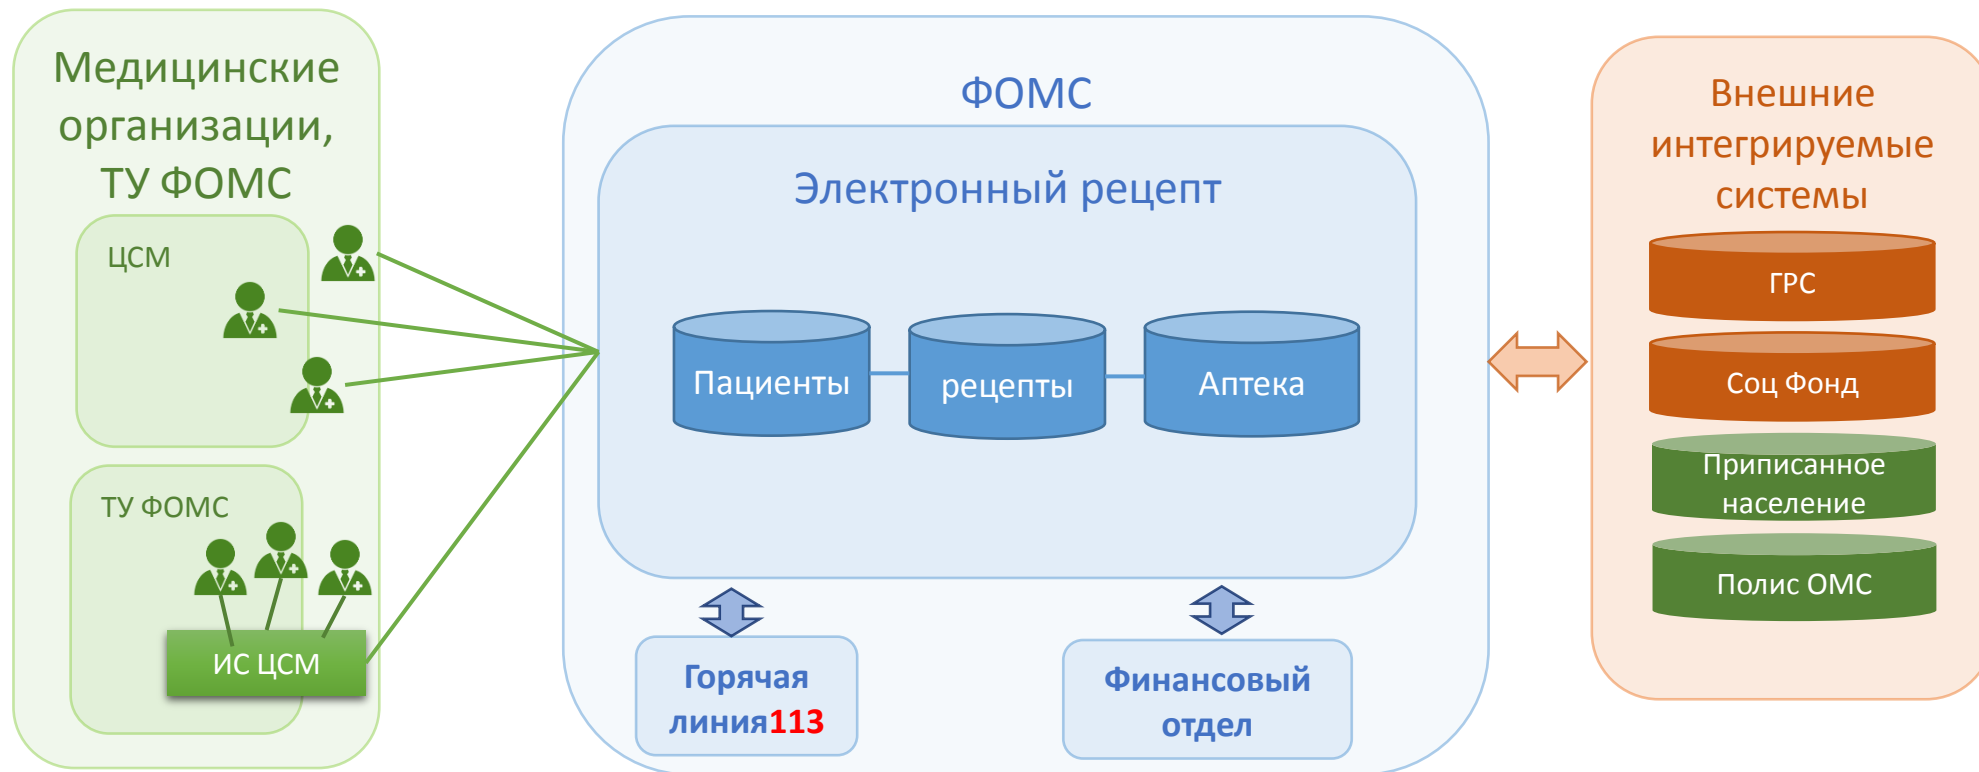 Медицинские
организации,
ТУ ФОМС
ЦСМ
ТУ ФОМС
ИС ЦСМ
ФОМС
Электронный рецепт
Пациенты
рецепты
Аптека
Горячая
линия113
Финансовый
отдел
Внешние
интегрируемые
системы
ГРС
Соц Фонд
Приписанное
население
Полис ОМС